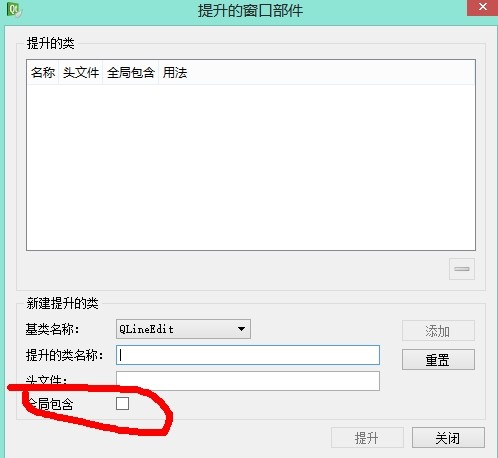 Qt
提升的窗口部件
提升的类
名称 头文件 全局包含 用法
新建提升的类
基类名称: QLineEdit 添加
提升的类名称: 重置
头文件:
全局包含
提升 关闭